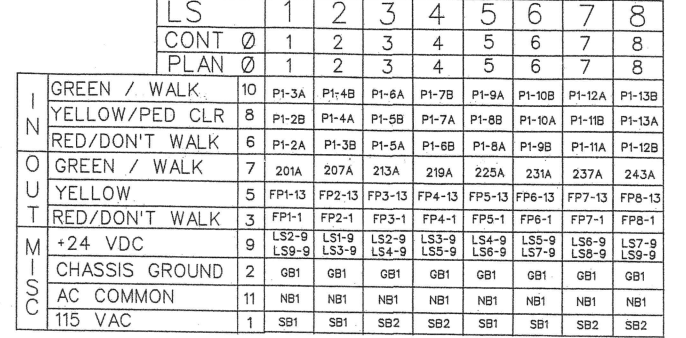 LS 1 2 3 4 5 6 7 8
CONT Ø 1 2 3 4 5 6 7 8
PLAN Ø 1 2 3 4 5 6 7 8
IN
GREEN / WALK 10 P1-3A P1-4B P1-6A P1-7B P1-9A P1-10B P1-12A P1-13B
YELLOW/PED CLR 8 P1-2B P1-4A P1-5B P1-7A P1-8B P1-10A P1-11B P1-13A
RED/DON'T WALK 6 P1-2A P1-3B P1-5A P1-6B P1-8A P1-9B P1-11A P1-12B
OUT
GREEN / WALK 7 201A 207A 213A 219A 225A 231A 237A 243A
YELLOW 5 FP1-13 FP2-13 FP3-13 FP4-13 FP5-13 FP6-13 FP7-13 FP8-13
RED/DON'T WALK 3 FP1-1 FP2-1 FP3-1 FP4-1 FP5-1 FP6-1 FP7-1 FP8-1
MISC
+24 VDC 9 LS2-9 LS1-9 LS2-9 LS3-9 LS4-9 LS5-9 LS6-9 LS7-9
LS9-9 LS3-9 LS4-9 LS5-9 LS6-9 LS7-9 LS8-9 LS9-9
CHASSIS GROUND 2 GB1 GB1 GB1 GB1 GB1 GB1 GB1 GB1
AC COMMON 11 NB1 NB1 NB1 NB1 NB1 NB1 NB1 NB1
115 VAC 1 SB1 SB1 SB2 SB2 SB1 SB1 SB2 SB2